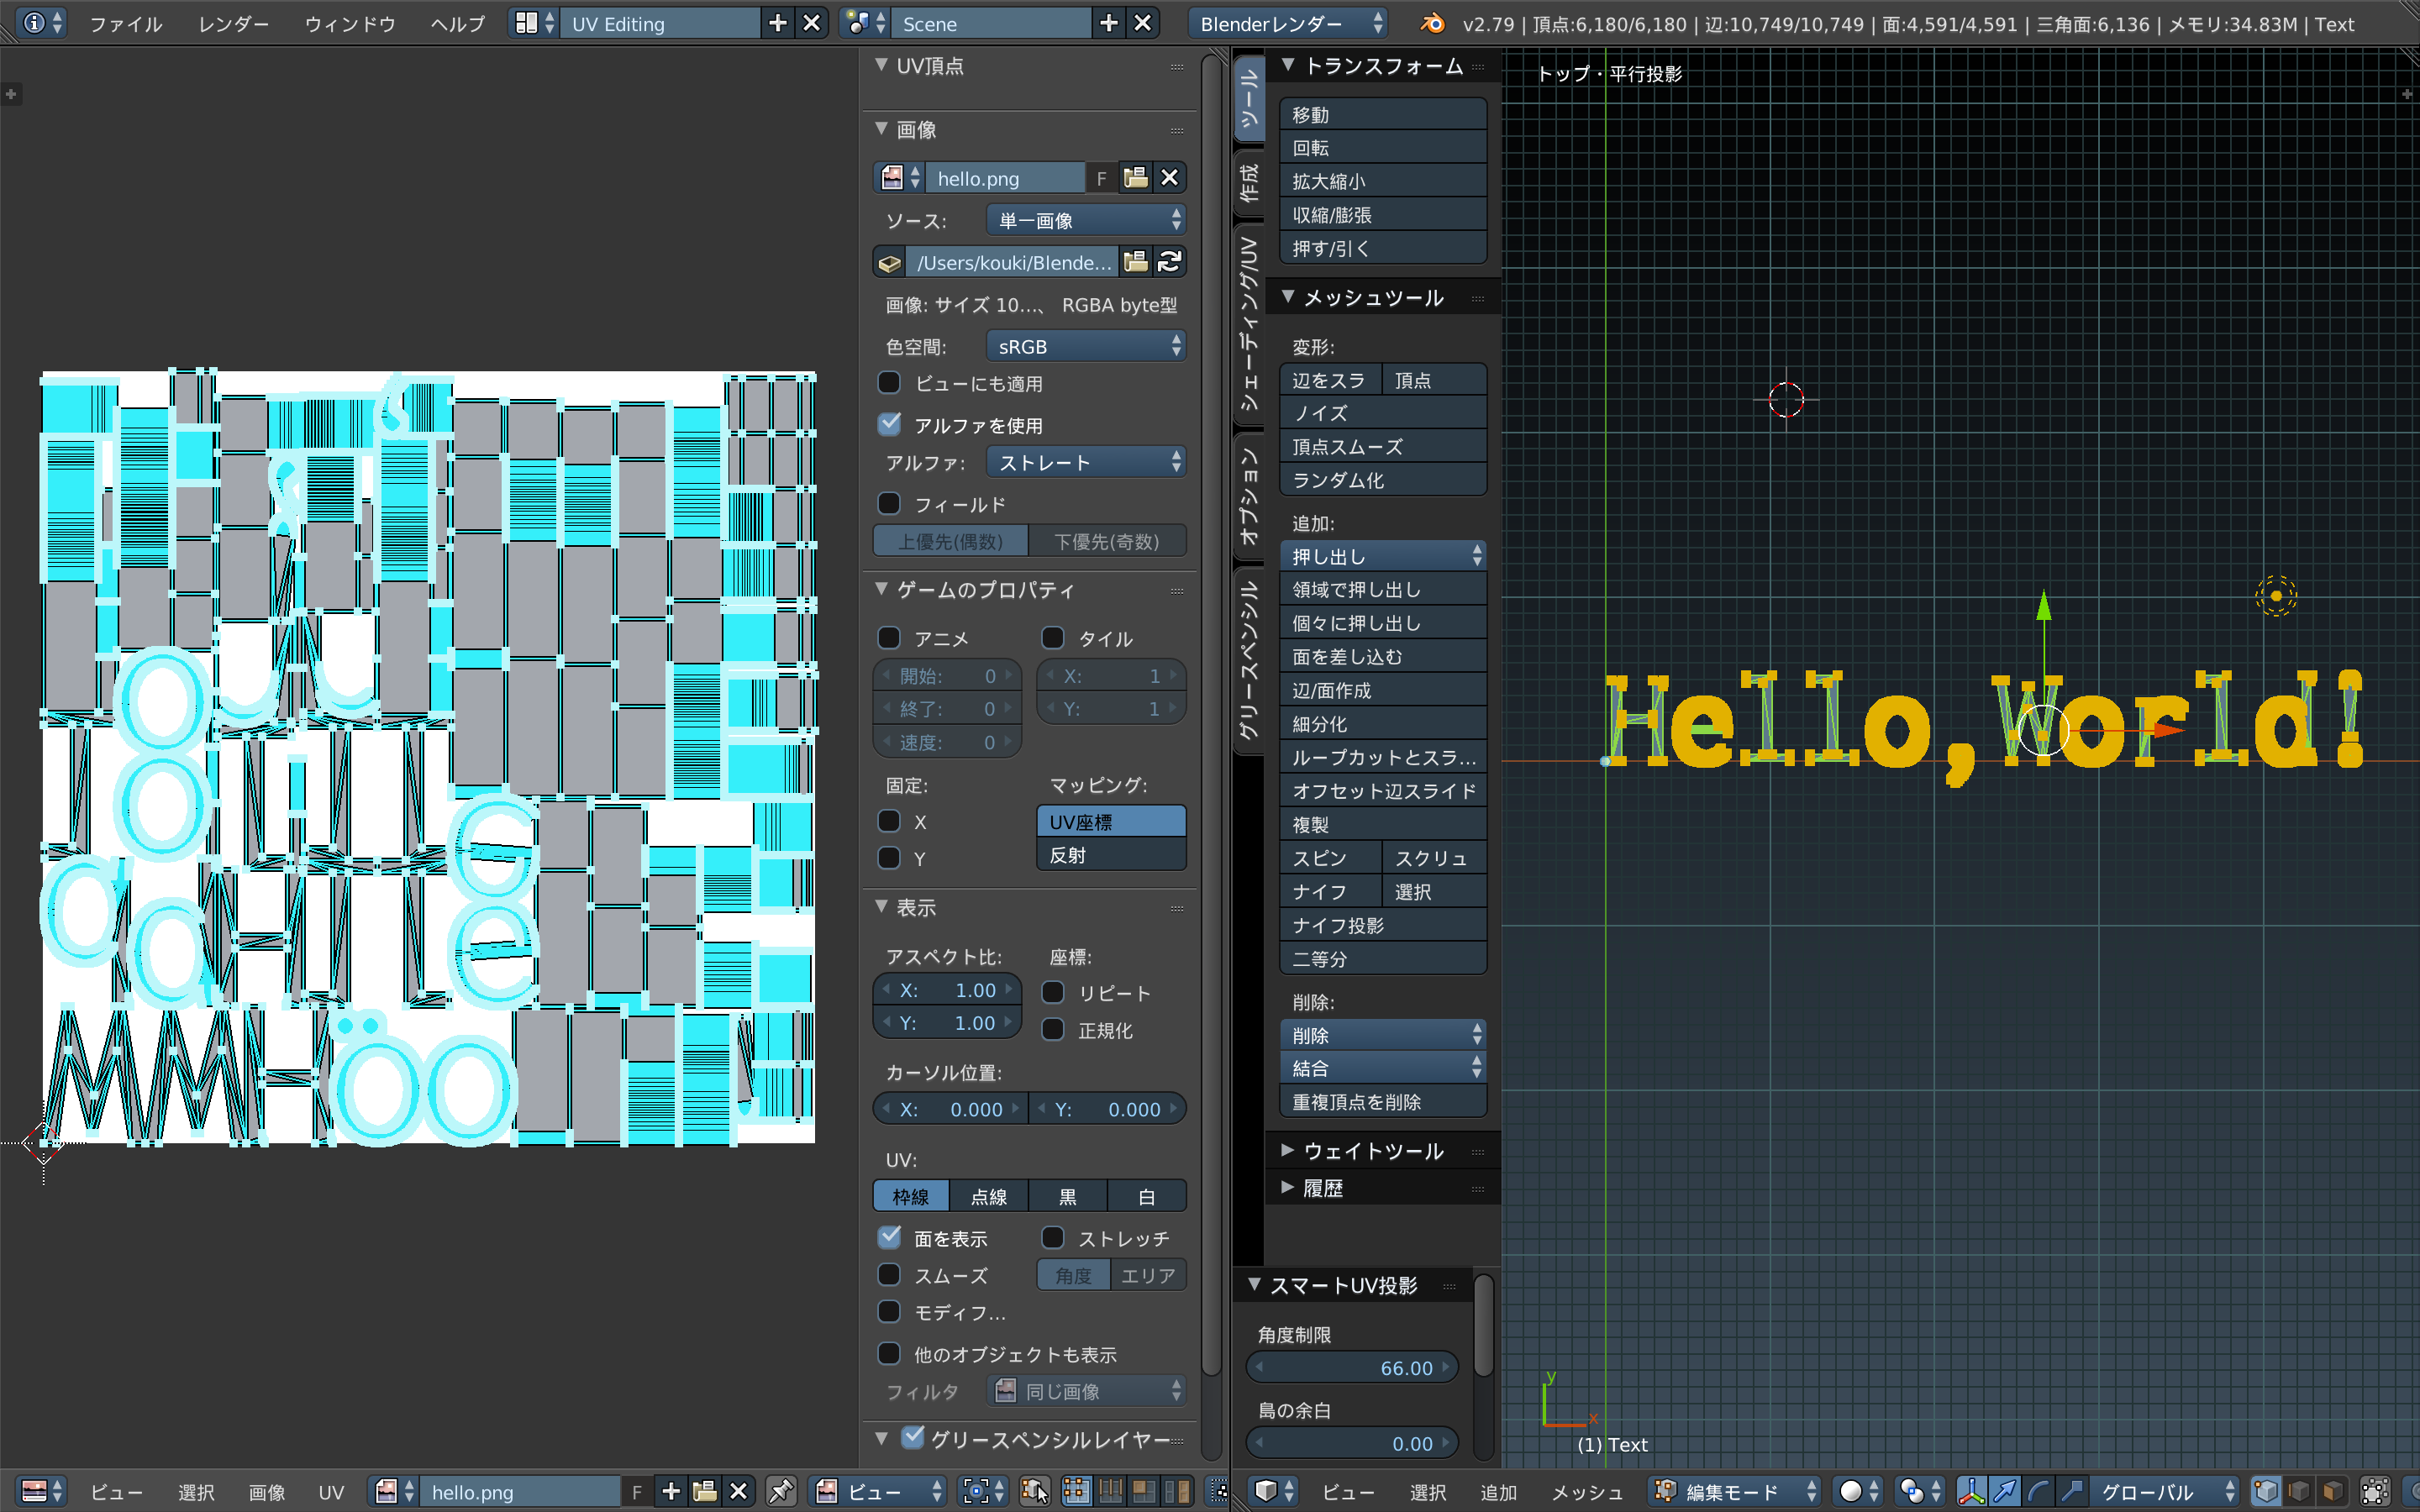 ファイル レンダー ウィンドウ ヘルプ UV Editing Scene Blenderレンダー v2.79 | 頂点:6,180/6,180 | 辺:10,749/10,749 | 面:4,591/4,591 | 三角面:6,136 | メモリ:34.83M | Text
UV頂点
画像
hello.png F
ソース: 単一画像
/Users/kouki/Blende...
画像: サイズ 10...、 RGBA byte型
色空間: sRGB
ビューにも適用
アルファを使用
アルファ: ストレート
フィールド
上優先(偶数) 下優先(奇数)
ゲームのプロパティ
アニメ タイル
開始: 0 X: 1
終了: 0 Y: 1
速度: 0
固定: マッピング:
X UV座標
Y 反射
表示
アスペクト比: 座標:
X: 1.00 リピート
Y: 1.00 正規化
カーソル位置:
X: 0.000 Y: 0.000
UV:
枠線 点線 黒 白
面を表示 ストレッチ
スムーズ 角度 エリア
モディフ...
他のオブジェクトも表示
フィルタ 同じ画像
グリースペンシルレイヤー
ツール
作成
シェーディング/UV
オプション
グリースペンシル
トランスフォーム
移動
回転
拡大縮小
収縮/膨張
押す/引く
メッシュツール
変形:
辺をスラ 頂点
ノイズ
頂点スムーズ
ランダム化
追加:
押し出し
領域で押し出し
個々に押し出し
面を差し込む
辺/面作成
細分化
ループカットとスラ...
オフセット辺スライド
複製
スピン スクリュ
ナイフ 選択
ナイフ投影
二等分
削除:
削除
結合
重複頂点を削除
ウェイトツール
履歴
スマートUV投影
角度制限
66.00
島の余白
0.00
トップ・平行投影
Hello,World!
y
x
(1) Text
ビュー 選択 画像 UV hello.png F ビュー
ビュー 選択 追加 メッシュ 編集モード グローバル